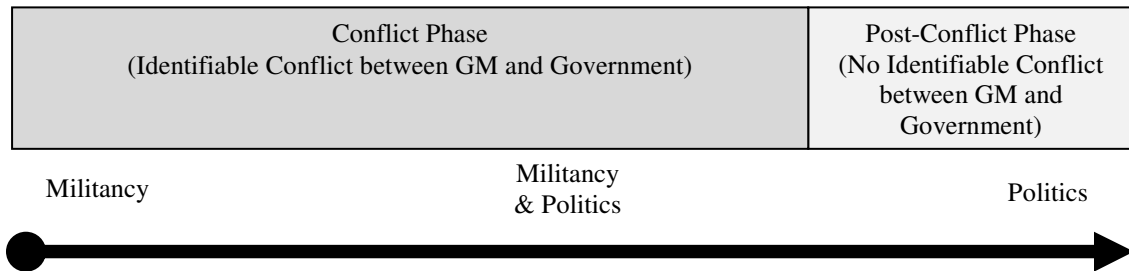 Conflict Phase
(Identifiable Conflict between GM and Government)
Post-Conflict Phase
(No Identifiable Conflict
between GM and
Government)
Militancy
Militancy
& Politics
Politics